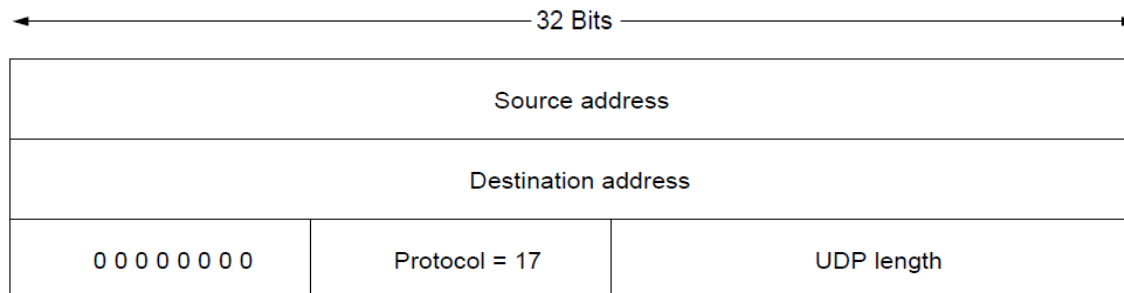 32 Bits
Source address
Destination address
0 0 0 0 0 0 0 0 Protocol = 17 UDP length